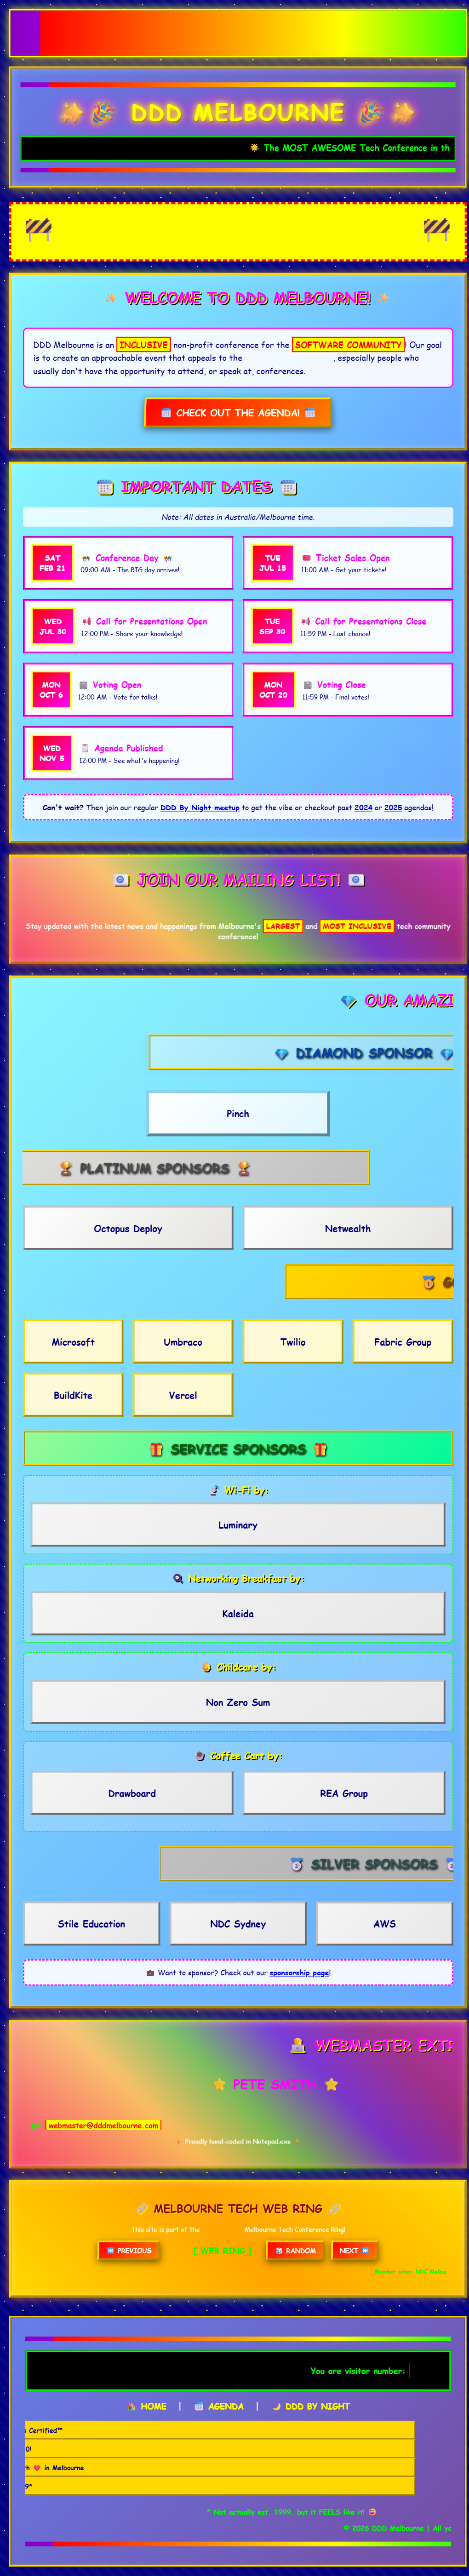 DDD MELBOURNE
The MOST AWESOME Tech Conference in th
WELCOME TO DDD MELBOURNE!
DDD Melbourne is an INCLUSIVE non-profit conference for the SOFTWARE COMMUNITY! Our goal
is to create an approachable event that appeals to the , especially people who
usually don't have the opportunity to attend, or speak at, conferences.
CHECK OUT THE AGENDA!
IMPORTANT DATES
Note: All dates in Australia/Melbourne time.
SAT
FEB 21
Conference Day
09:00 AM - The BIG day arrives!
TUE
JUL 15
Ticket Sales Open
11:00 AM - Get your tickets!
WED
JUL 30
Call for Presentations Open
12:00 PM - Share your knowledge!
TUE
SEP 30
Call for Presentations Close
11:59 PM - Last chance!
MON
OCT 6
Voting Open
12:00 AM - Vote for talks!
MON
OCT 20
Voting Close
11:59 PM - Final votes!
WED
NOV 5
Agenda Published
12:00 PM - See what's happening!
Can't wait? Then join our regular DDD By Night meetup to get the vibe or checkout past 2024 or 2025 agendas!
JOIN OUR MAILING LIST!
Stay updated with the latest news and happenings from Melbourne's LARGEST and MOST INCLUSIVE tech community
conference!
OUR AMAZI
DIAMOND SPONSOR
Pinch
PLATINUM SPONSORS
Octopus Deploy
Netwealth
Microsoft
Umbraco
Twilio
Fabric Group
BuildKite
Vercel
SERVICE SPONSORS
Wi-Fi by:
Luminary
Networking Breakfast by:
Kaleida
Childcare by:
Non Zero Sum
Coffee Cart by:
Drawboard
REA Group
SILVER SPONSORS
Stile Education
NDC Sydney
AWS
Want to sponsor? Check out our sponsorship page!
WEBMASTER EXTR
PETE SMITH
webmaster@dddmelbourne.com
Proudly hand-coded in Notepad.exe
MELBOURNE TECH WEB RING
This site is part of the Melbourne Tech Conference Ring!
PREVIOUS
[ WEB RING ]
RANDOM
NEXT
Member sites: NDC Melbo
You are visitor number:
HOME | AGENDA | DDD BY NIGHT
s Certified™
0!
th in Melbourne
9*
* Not actually est. 1999, but it FEELS like it!
© 2026 DDD Melbourne | All yo